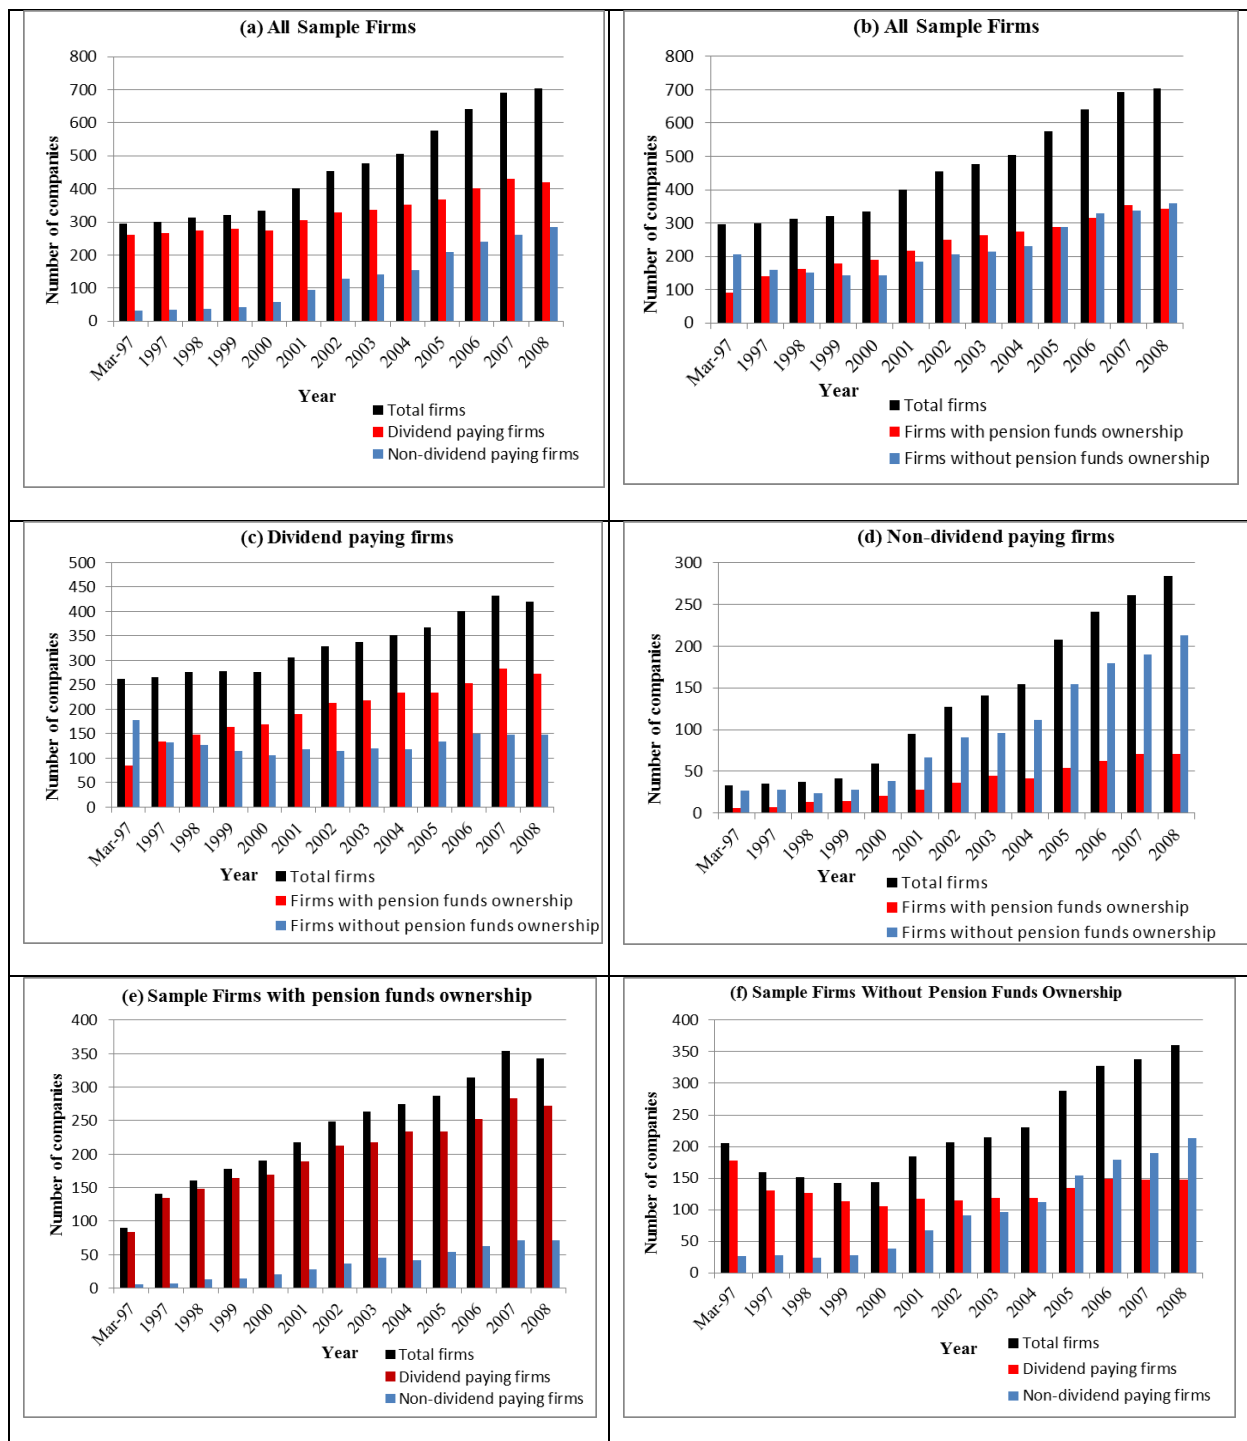 (a) All Sample Firms
800
700
600
500
400
300
200
100
0
Number of companies
Mar-97 1997 1998 1999 2000 2001 2002 2003 2004 2005 2006 2007 2008
Year
Total firms
Dividend paying firms
Non-dividend paying firms
(b) All Sample Firms
800
700
600
500
400
300
200
100
0
Number of companies
Mar-97 1997 1998 1999 2000 2001 2002 2003 2004 2005 2006 2007 2008
Year
Total firms
Firms with pension funds ownership
Firms without pension funds ownership
(c) Dividend paying firms
500
450
400
350
300
250
200
150
100
50
0
Number of companies
Mar-97 1997 1998 1999 2000 2001 2002 2003 2004 2005 2006 2007 2008
Year
Total firms
Firms with pension funds ownership
Firms without pension funds ownership
(d) Non-dividend paying firms
300
250
200
150
100
50
0
Number of companies
Mar-97 1997 1998 1999 2000 2001 2002 2003 2004 2005 2006 2007 2008
Year
Total firms
Firms with pension funds ownership
Firms without pension funds ownership
(e) Sample Firms with pension funds ownership
400
350
300
250
200
150
100
50
0
Number of companies
Mar-97 1997 1998 1999 2000 2001 2002 2003 2004 2005 2006 2007 2008
Year
Total firms
Dividend paying firms
Non-dividend paying firms
(f) Sample Firms Without Pension Funds Ownership
400
350
300
250
200
150
100
50
0
Number of companies
Mar-97 1997 1998 1999 2000 2001 2002 2003 2004 2005 2006 2007 2008
Year
Total firms
Dividend paying firms
Non-dividend paying firms